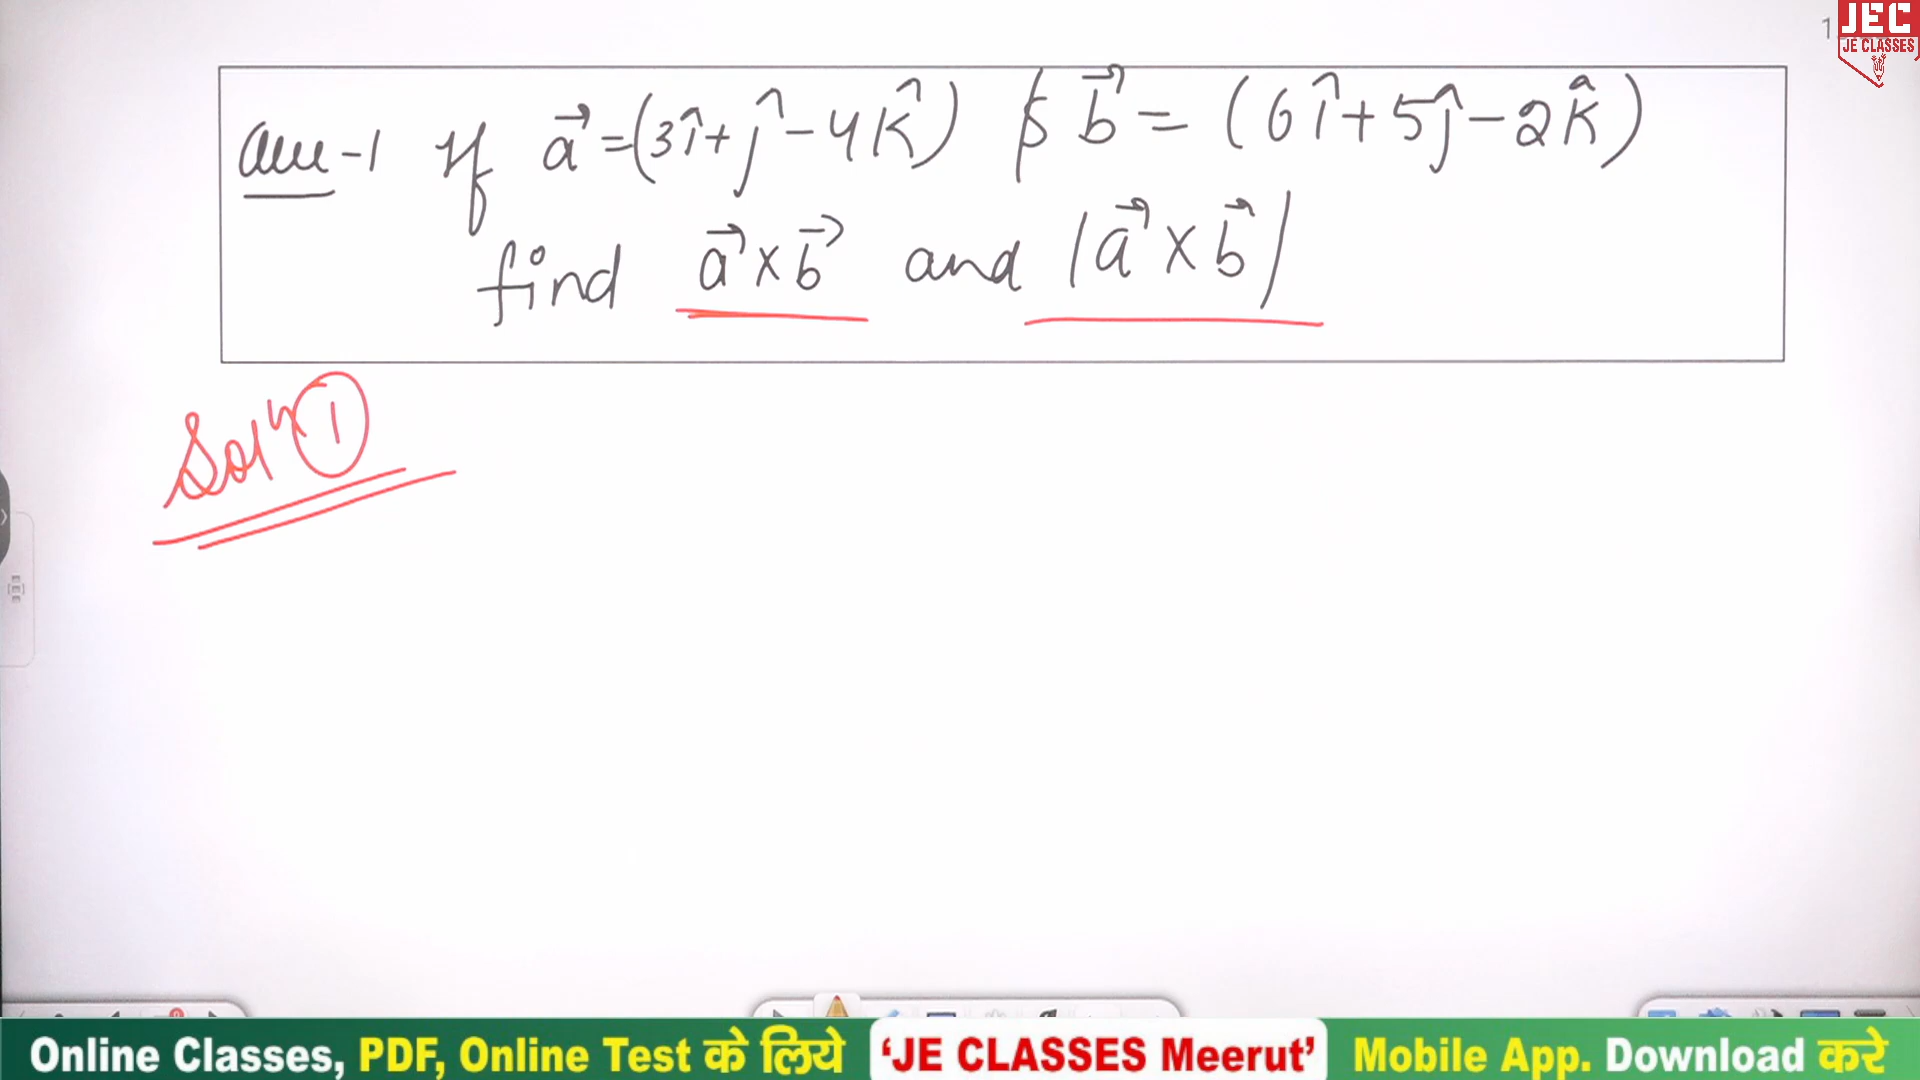 1
JEC
JE CLASSES
Que-1 If a⃗=(3î+ĵ-4k̂) & b⃗ = (6î+5ĵ-2k̂)
find a⃗×b⃗ and |a⃗×b⃗|
Solⁿ 1
Online Classes, PDF, Online Test के लिये 'JE CLASSES Meerut' Mobile App. Download करे